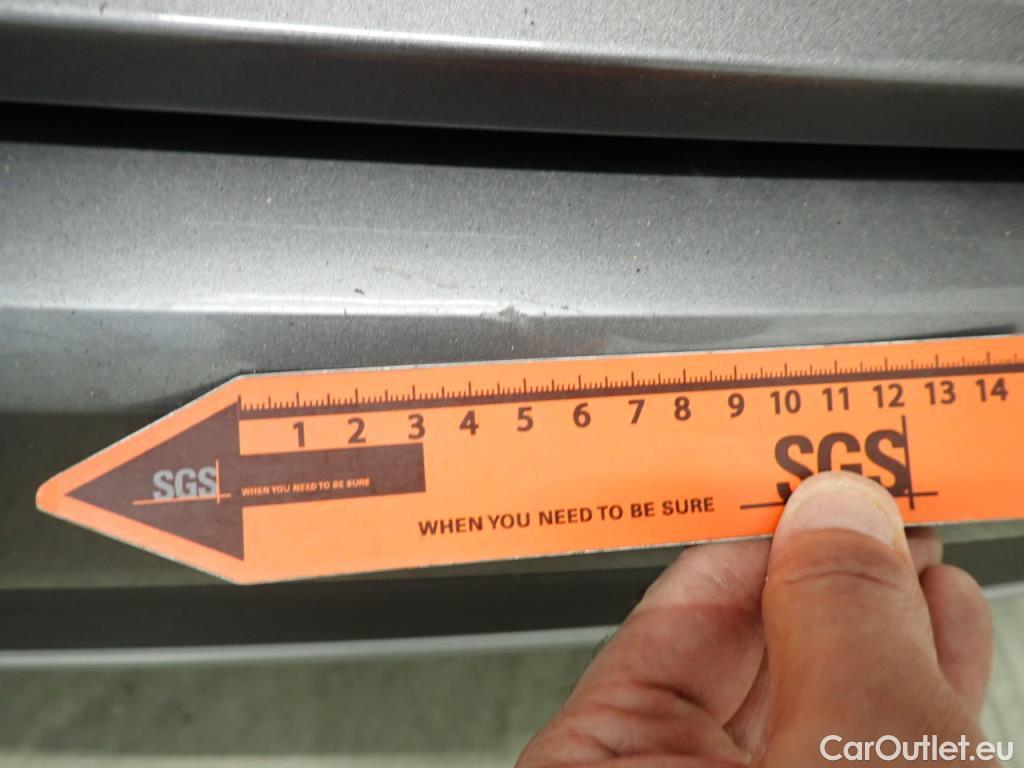 1 2 3 4 5 6 7 8 9 10 11 12 13 14
SGS
SGS WHEN YOU NEED TO BE SURE
WHEN YOU NEED TO BE SURE
CarOutlet.eu